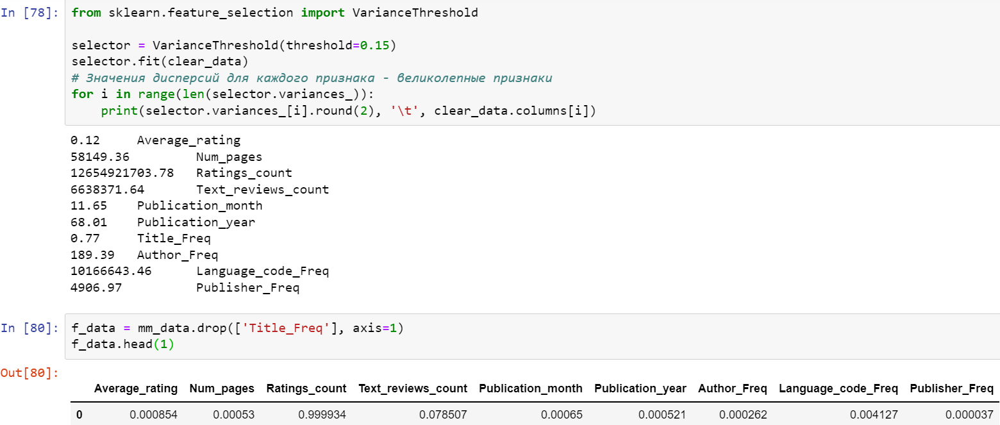 In [78]: from sklearn.feature_selection import VarianceThreshold
selector = VarianceThreshold(threshold=0.15)
selector.fit(clear_data)
# Значения дисперсий для каждого признака - великолепные признаки
for i in range(len(selector.variances_)):
    print(selector.variances_[i].round(2), '\t', clear_data.columns[i])
0.12 Average_rating
58149.36 Num_pages
12654921703.78 Ratings_count
6638371.64 Text_reviews_count
11.65 Publication_month
68.01 Publication_year
0.77 Title_Freq
189.39 Author_Freq
10166643.46 Language_code_Freq
4906.97 Publisher_Freq
In [80]: f_data = mm_data.drop(['Title_Freq'], axis=1)
f_data.head(1)
Out[80]:
Average_rating Num_pages Ratings_count Text_reviews_count Publication_month Publication_year Author_Freq Language_code_Freq Publisher_Freq
0 0.000854 0.00053 0.999934 0.078507 0.00065 0.000521 0.000262 0.004127 0.000037